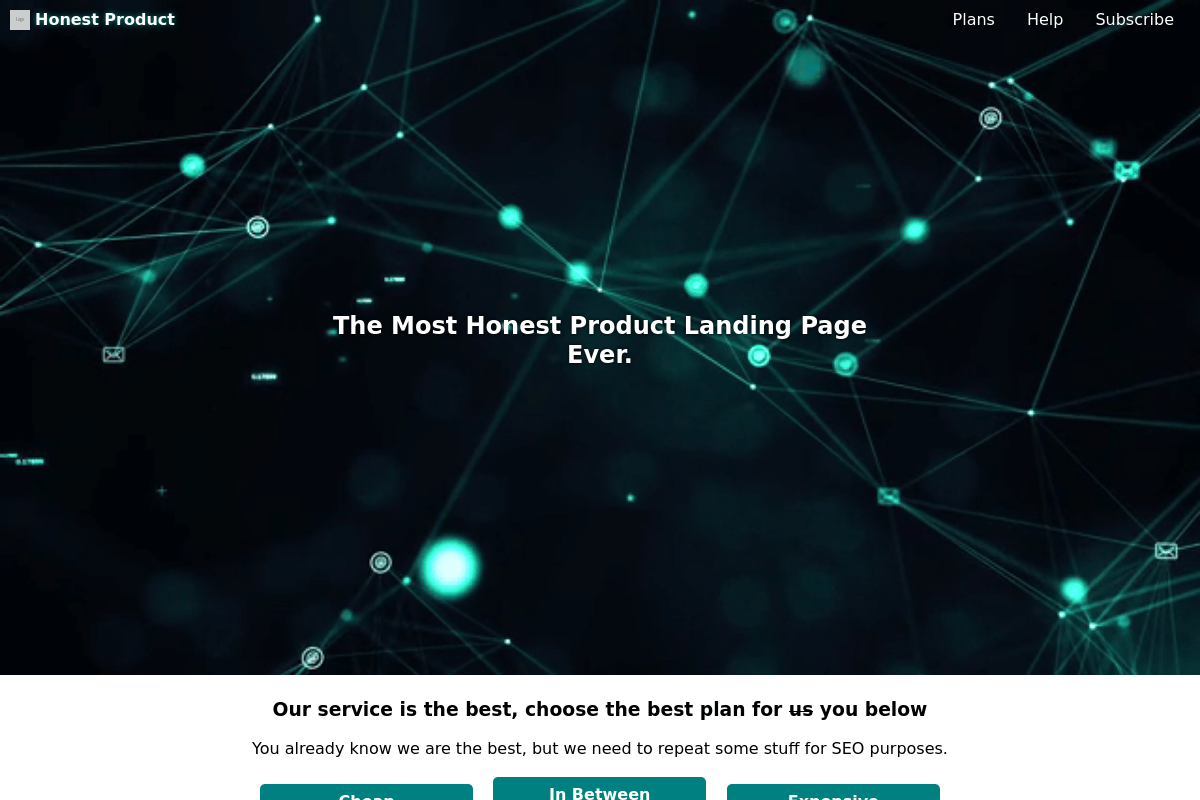 Honest Product
Plans
Help
Subscribe
The Most Honest Product Landing Page
Ever.
Our service is the best, choose the best plan for us you below
You already know we are the best, but we need to repeat some stuff for SEO purposes.
Cheap
In Between
Expensive